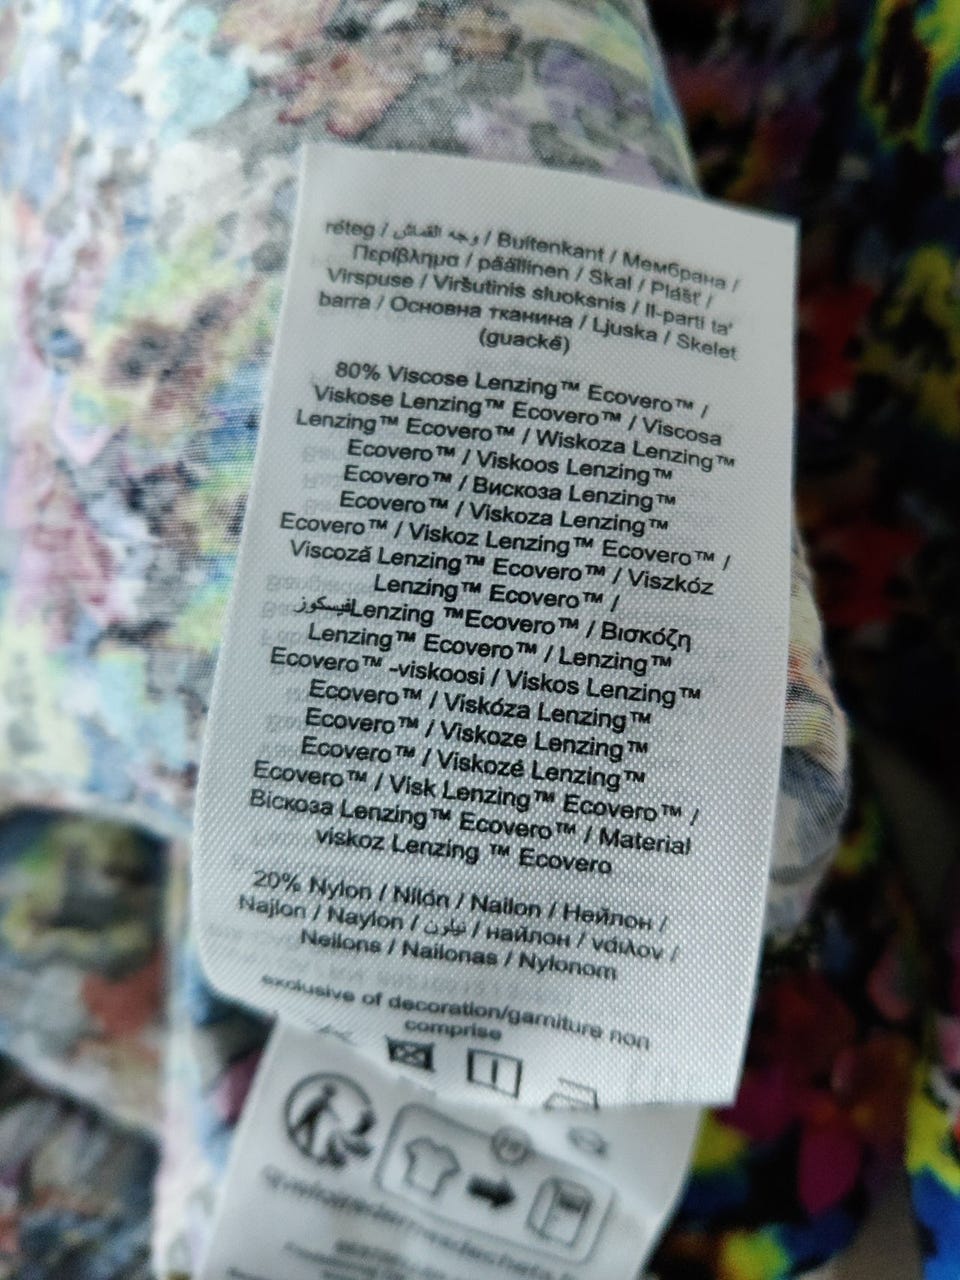 réteg / وجه القماش / Buitenkant / Мембрана /
Περίβλημα / päällinen / Skal / Plášť /
Virspuse / Viršutinis sluoksnis / Il-parti ta'
barra / Основна тканина / Ljuska / Skelet
(guackë)
80% Viscose Lenzing™ Ecovero™ /
Viskose Lenzing™ Ecovero™ / Viscosa
Lenzing™ Ecovero™ / Wiskoza Lenzing™
Ecovero™ / Viskoos Lenzing™
Ecovero™ / Вискоза Lenzing™
Ecovero™ / Viskoza Lenzing™
Ecovero™ / Viskoz Lenzing™ Ecovero™ /
Viscoză Lenzing™ Ecovero™ / Viszkóz
Lenzing™ Ecovero™ /
فيسكوزLenzing ™Ecovero™ / Βισκόζη
Lenzing™ Ecovero™ / Lenzing™
Ecovero™ -viskoosi / Viskos Lenzing™
Ecovero™ / Viskóza Lenzing™
Ecovero™ / Viskoze Lenzing™
Ecovero™ / Viskozė Lenzing™
Ecovero™ / Visk Lenzing™ Ecovero™ /
Віскоза Lenzing™ Ecovero™ / Material
viskoz Lenzing ™ Ecovero
20% Nylon / Nilón / Nailon / Нейлон /
Najlon / Naylon / نيلون / найлон / νάιλον /
Neilons / Nailonas / Nylonom
exclusive of decoration/garniture non
comprise